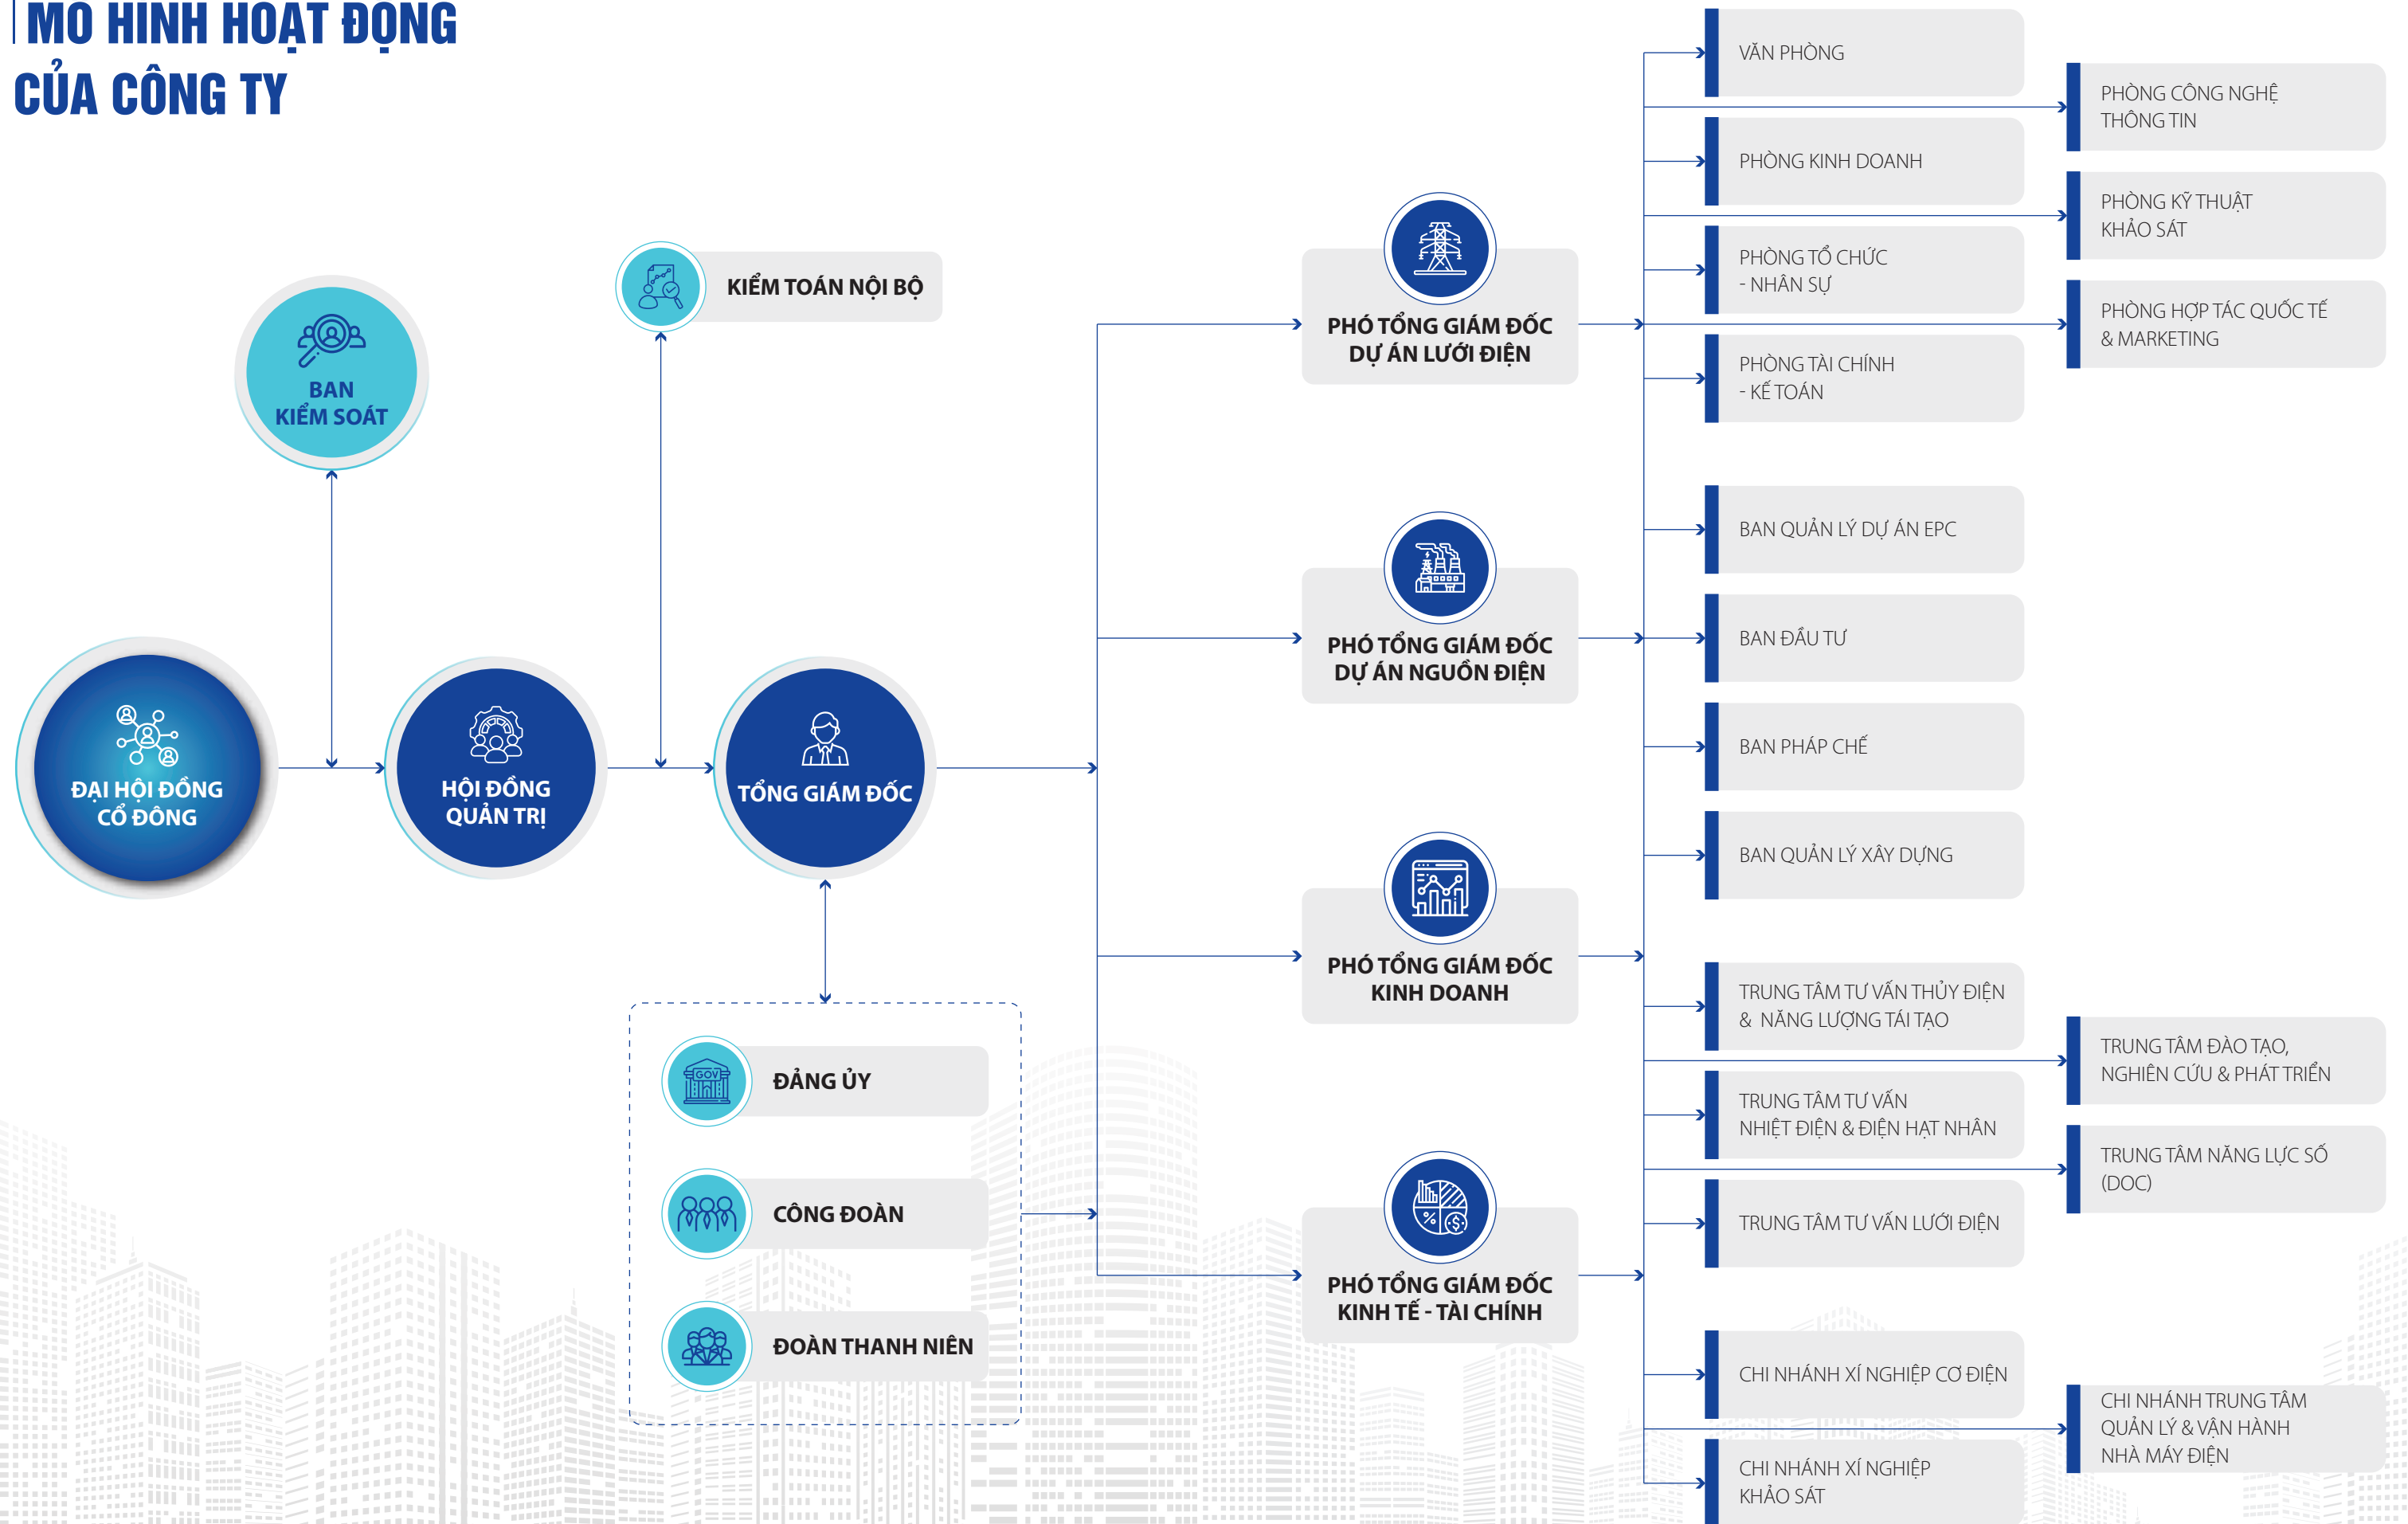 MÔ HÌNH HOẠT ĐỘNG
CỦA CÔNG TY
BAN
KIỂM SOÁT
KIỂM TOÁN NỘI BỘ
ĐẠI HỘI ĐỒNG
CỔ ĐÔNG
HỘI ĐỒNG
QUẢN TRỊ
TỔNG GIÁM ĐỐC
GOV
ĐẢNG ỦY
CÔNG ĐOÀN
ĐOÀN THANH NIÊN
PHÓ TỔNG GIÁM ĐỐC
DỰ ÁN LƯỚI ĐIỆN
PHÓ TỔNG GIÁM ĐỐC
DỰ ÁN NGUỒN ĐIỆN
PHÓ TỔNG GIÁM ĐỐC
KINH DOANH
PHÓ TỔNG GIÁM ĐỐC
KINH TẾ - TÀI CHÍNH
VĂN PHÒNG
PHÒNG KINH DOANH
PHÒNG TỔ CHỨC
- NHÂN SỰ
PHÒNG TÀI CHÍNH
- KẾ TOÁN
BAN QUẢN LÝ DỰ ÁN EPC
BAN ĐẦU TƯ
BAN PHÁP CHẾ
BAN QUẢN LÝ XÂY DỰNG
TRUNG TÂM TƯ VẤN THỦY ĐIỆN
& NĂNG LƯỢNG TÁI TẠO
TRUNG TÂM TƯ VẤN
NHIỆT ĐIỆN & ĐIỆN HẠT NHÂN
TRUNG TÂM TƯ VẤN LƯỚI ĐIỆN
CHI NHÁNH XÍ NGHIỆP CƠ ĐIỆN
CHI NHÁNH XÍ NGHIỆP
KHẢO SÁT
PHÒNG CÔNG NGHỆ
THÔNG TIN
PHÒNG KỸ THUẬT
KHẢO SÁT
PHÒNG HỢP TÁC QUỐC TẾ
& MARKETING
TRUNG TÂM ĐÀO TẠO,
NGHIÊN CỨU & PHÁT TRIỂN
TRUNG TÂM NĂNG LỰC SỐ
(DOC)
CHI NHÁNH TRUNG TÂM
QUẢN LÝ & VẬN HÀNH
NHÀ MÁY ĐIỆN